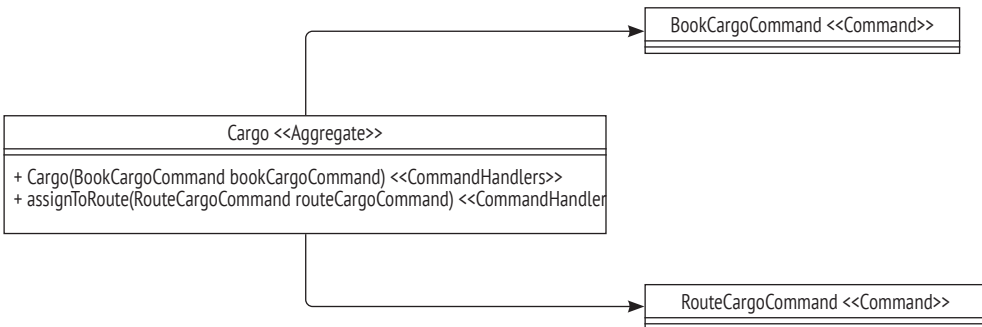 BookCargoCommand <<Command>>
Cargo <<Aggregate>>
+ Cargo(BookCargoCommand bookCargoCommand) <<CommandHandlers>>
+ assignToRoute(RouteCargoCommand routeCargoCommand) <<CommandHandler
RouteCargoCommand <<Command>>